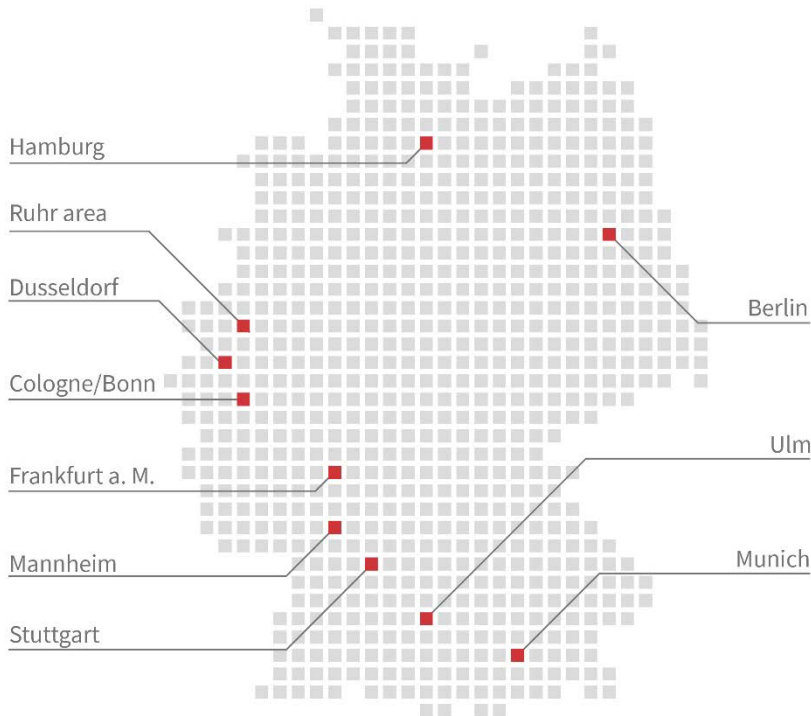 Hamburg
Ruhr area
Dusseldorf
Berlin
Cologne/Bonn
Ulm
Frankfurt a. M.
Mannheim
Munich
Stuttgart